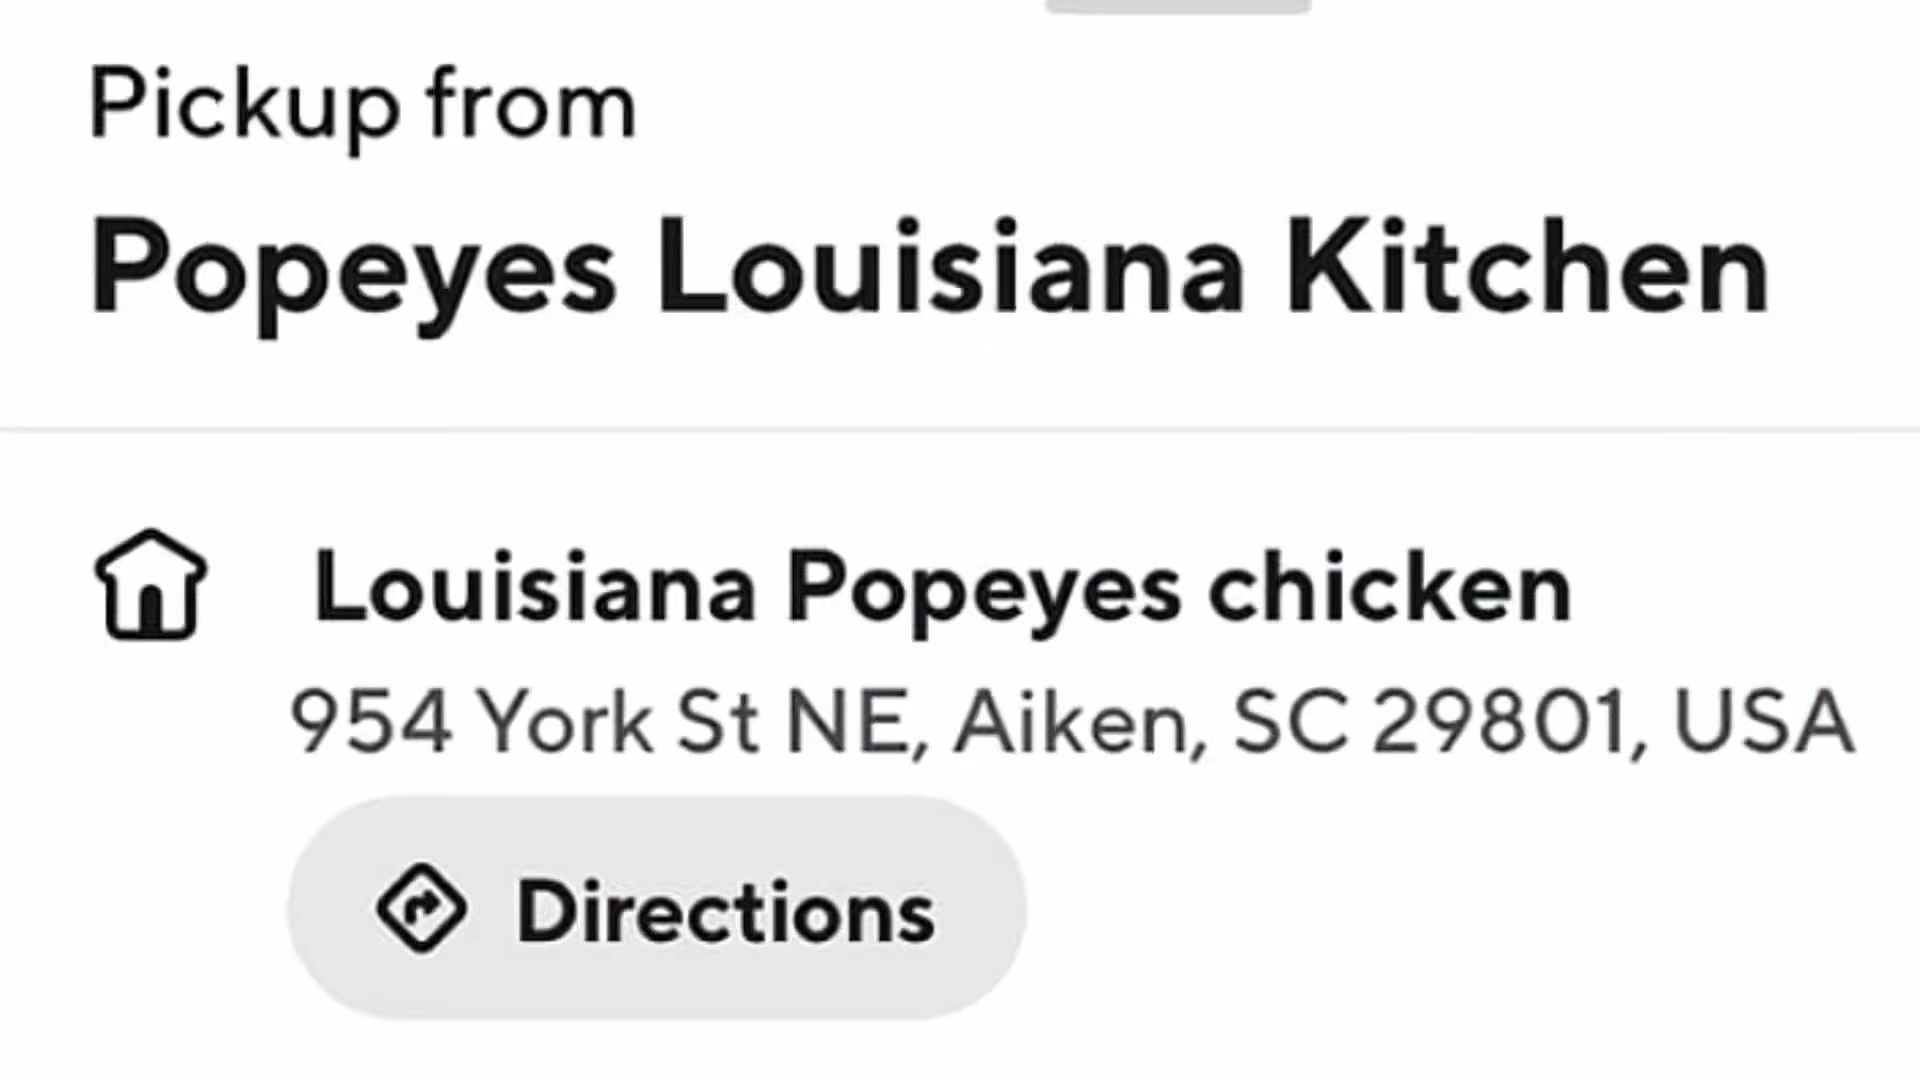 Pickup from
Popeyes Louisiana Kitchen
Louisiana Popeyes chicken
954 York St NE, Aiken, SC 29801, USA
Directions